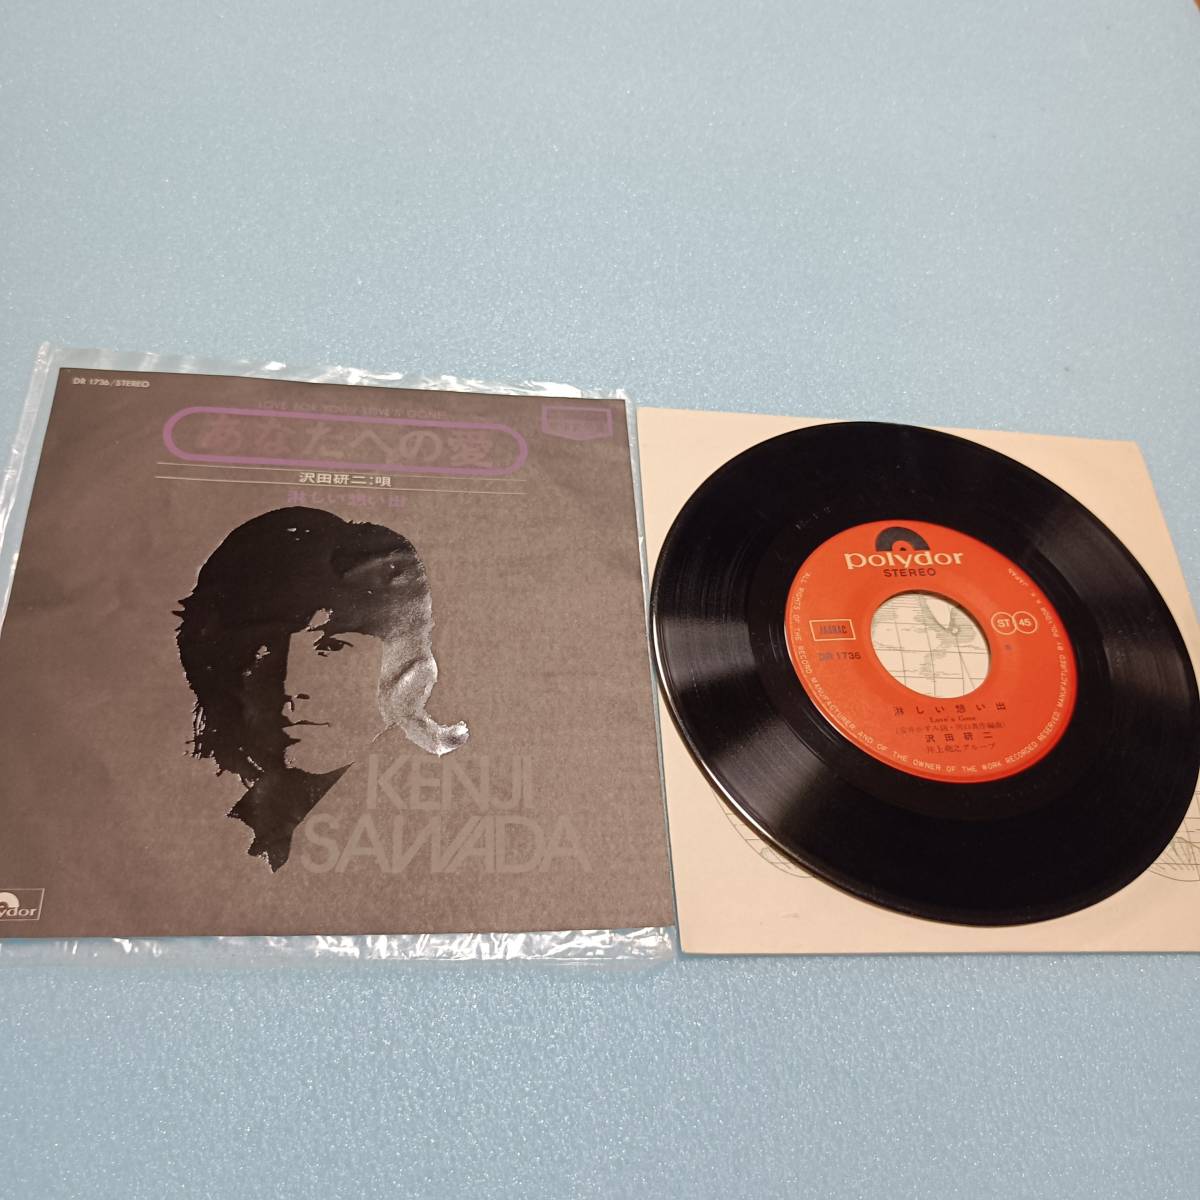 DR 1736/STEREO
LOVE FOR YOU / LOVE'S GONE
あなたへの愛
沢田研二:唄
淋しい想い出
KENJI
SAWADA
ydor
polydor
STEREO
JASRAC
DR 1736
ST 45
淋しい想い出
Love's Gone
沢田研二
井上堯之グループ
ALL RIGHTS OF THE RECORD MANUFACTURER AND OF THE OWNER OF THE WORK RECORDED RESERVED MANUFACTURED BY POLYDOR K.K. JAPAN